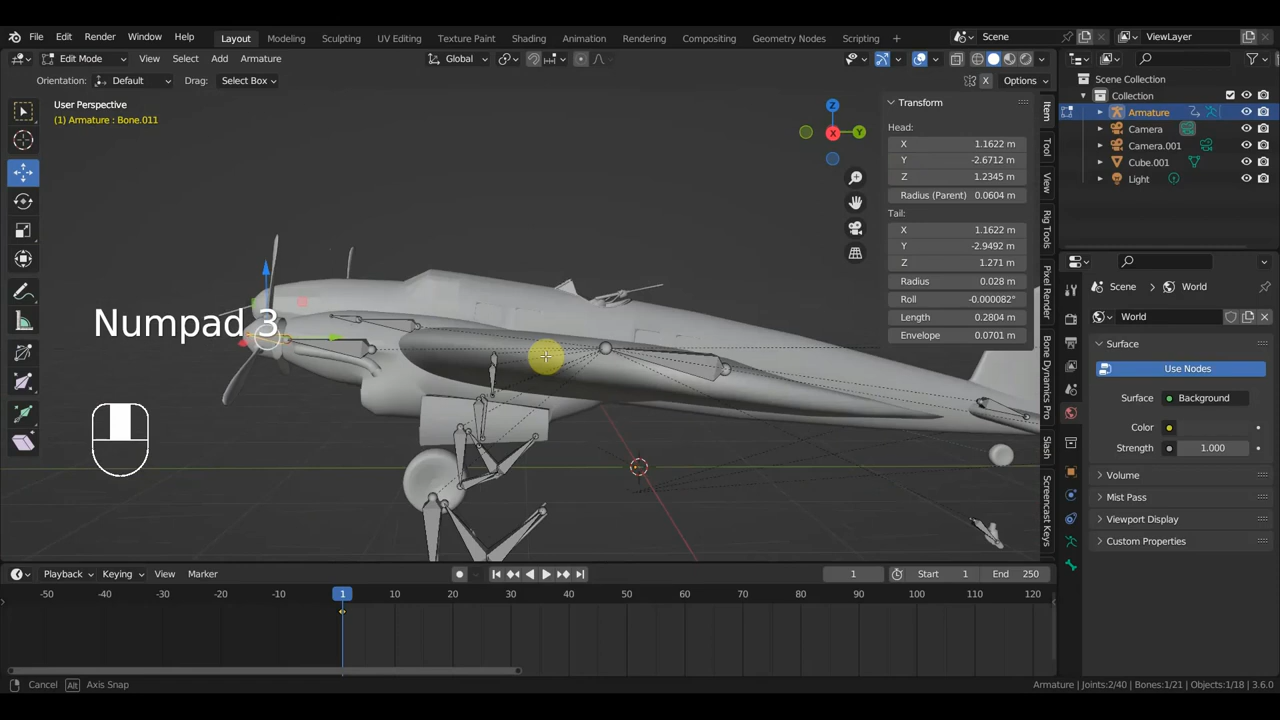 File Edit Render Window Help Layout Modeling Sculpting UV Editing Texture Paint Shading Animation Rendering Compositing Geometry Nodes Scripting + Scene ViewLayer
Edit Mode View Select Add Armature Global
Orientation: Default Drag: Select Box X Options
User Perspective
(1) Armature : Bone.011
Z
Y
X
Numpad 3
Transform
Head:
X 1.1622 m
Y -2.6712 m
Z 1.2345 m
Radius (Parent) 0.0604 m
Tail:
X 1.1622 m
Y -2.9492 m
Z 1.271 m
Radius 0.028 m
Roll -0.000082°
Length 0.2804 m
Envelope 0.0701 m
Item
Tool
View
Rig Tools
Pixel Render
Bone Dynamics Pro
Slash
Screencast Keys
Scene Collection
Collection
Armature
Camera
Camera.001
Cube.001
Light
Scene World
World
Surface
Use Nodes
Surface Background
Color
Strength 1.000
Volume
Mist Pass
Viewport Display
Custom Properties
Playback Keying View Marker 1 Start 1 End 250
-50 -40 -30 -20 -10 1 10 20 30 40 50 60 70 80 90 100 110 120
Cancel Alt Axis Snap Armature | Joints:2/40 | Bones:1/21 | Objects:1/18 | 3.6.0